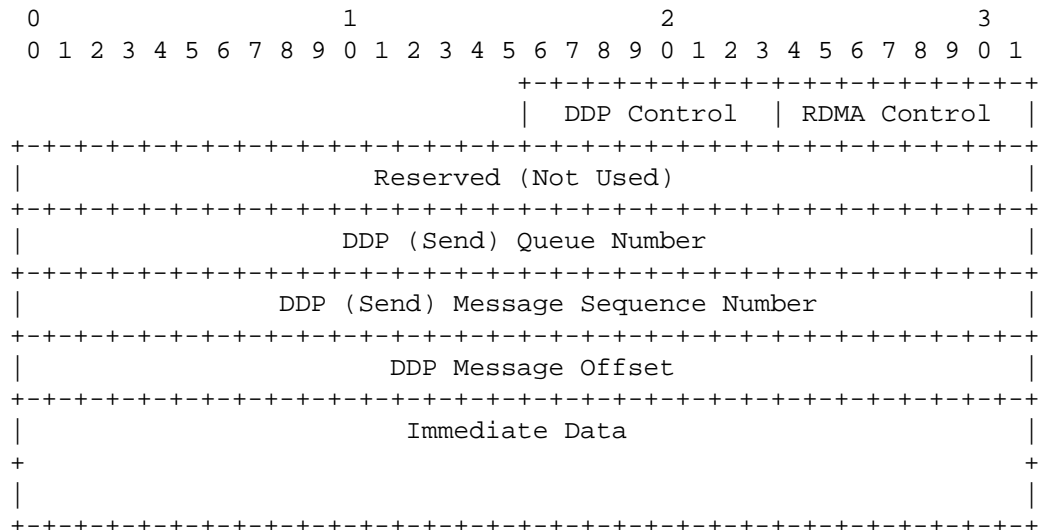 0                   1                   2                   3
0 1 2 3 4 5 6 7 8 9 0 1 2 3 4 5 6 7 8 9 0 1 2 3 4 5 6 7 8 9 0 1
+-+-+-+-+-+-+-+-+-+-+-+-+-+-+-+-+
| DDP Control | RDMA Control |
+-+-+-+-+-+-+-+-+-+-+-+-+-+-+-+-+-+-+-+-+-+-+-+-+-+-+-+-+-+-+-+-+
| Reserved (Not Used) |
+-+-+-+-+-+-+-+-+-+-+-+-+-+-+-+-+-+-+-+-+-+-+-+-+-+-+-+-+-+-+-+-+
| DDP (Send) Queue Number |
+-+-+-+-+-+-+-+-+-+-+-+-+-+-+-+-+-+-+-+-+-+-+-+-+-+-+-+-+-+-+-+-+
| DDP (Send) Message Sequence Number |
+-+-+-+-+-+-+-+-+-+-+-+-+-+-+-+-+-+-+-+-+-+-+-+-+-+-+-+-+-+-+-+-+
| DDP Message Offset |
+-+-+-+-+-+-+-+-+-+-+-+-+-+-+-+-+-+-+-+-+-+-+-+-+-+-+-+-+-+-+-+-+
| Immediate Data |
+ +
| |
+-+-+-+-+-+-+-+-+-+-+-+-+-+-+-+-+-+-+-+-+-+-+-+-+-+-+-+-+-+-+-+-+